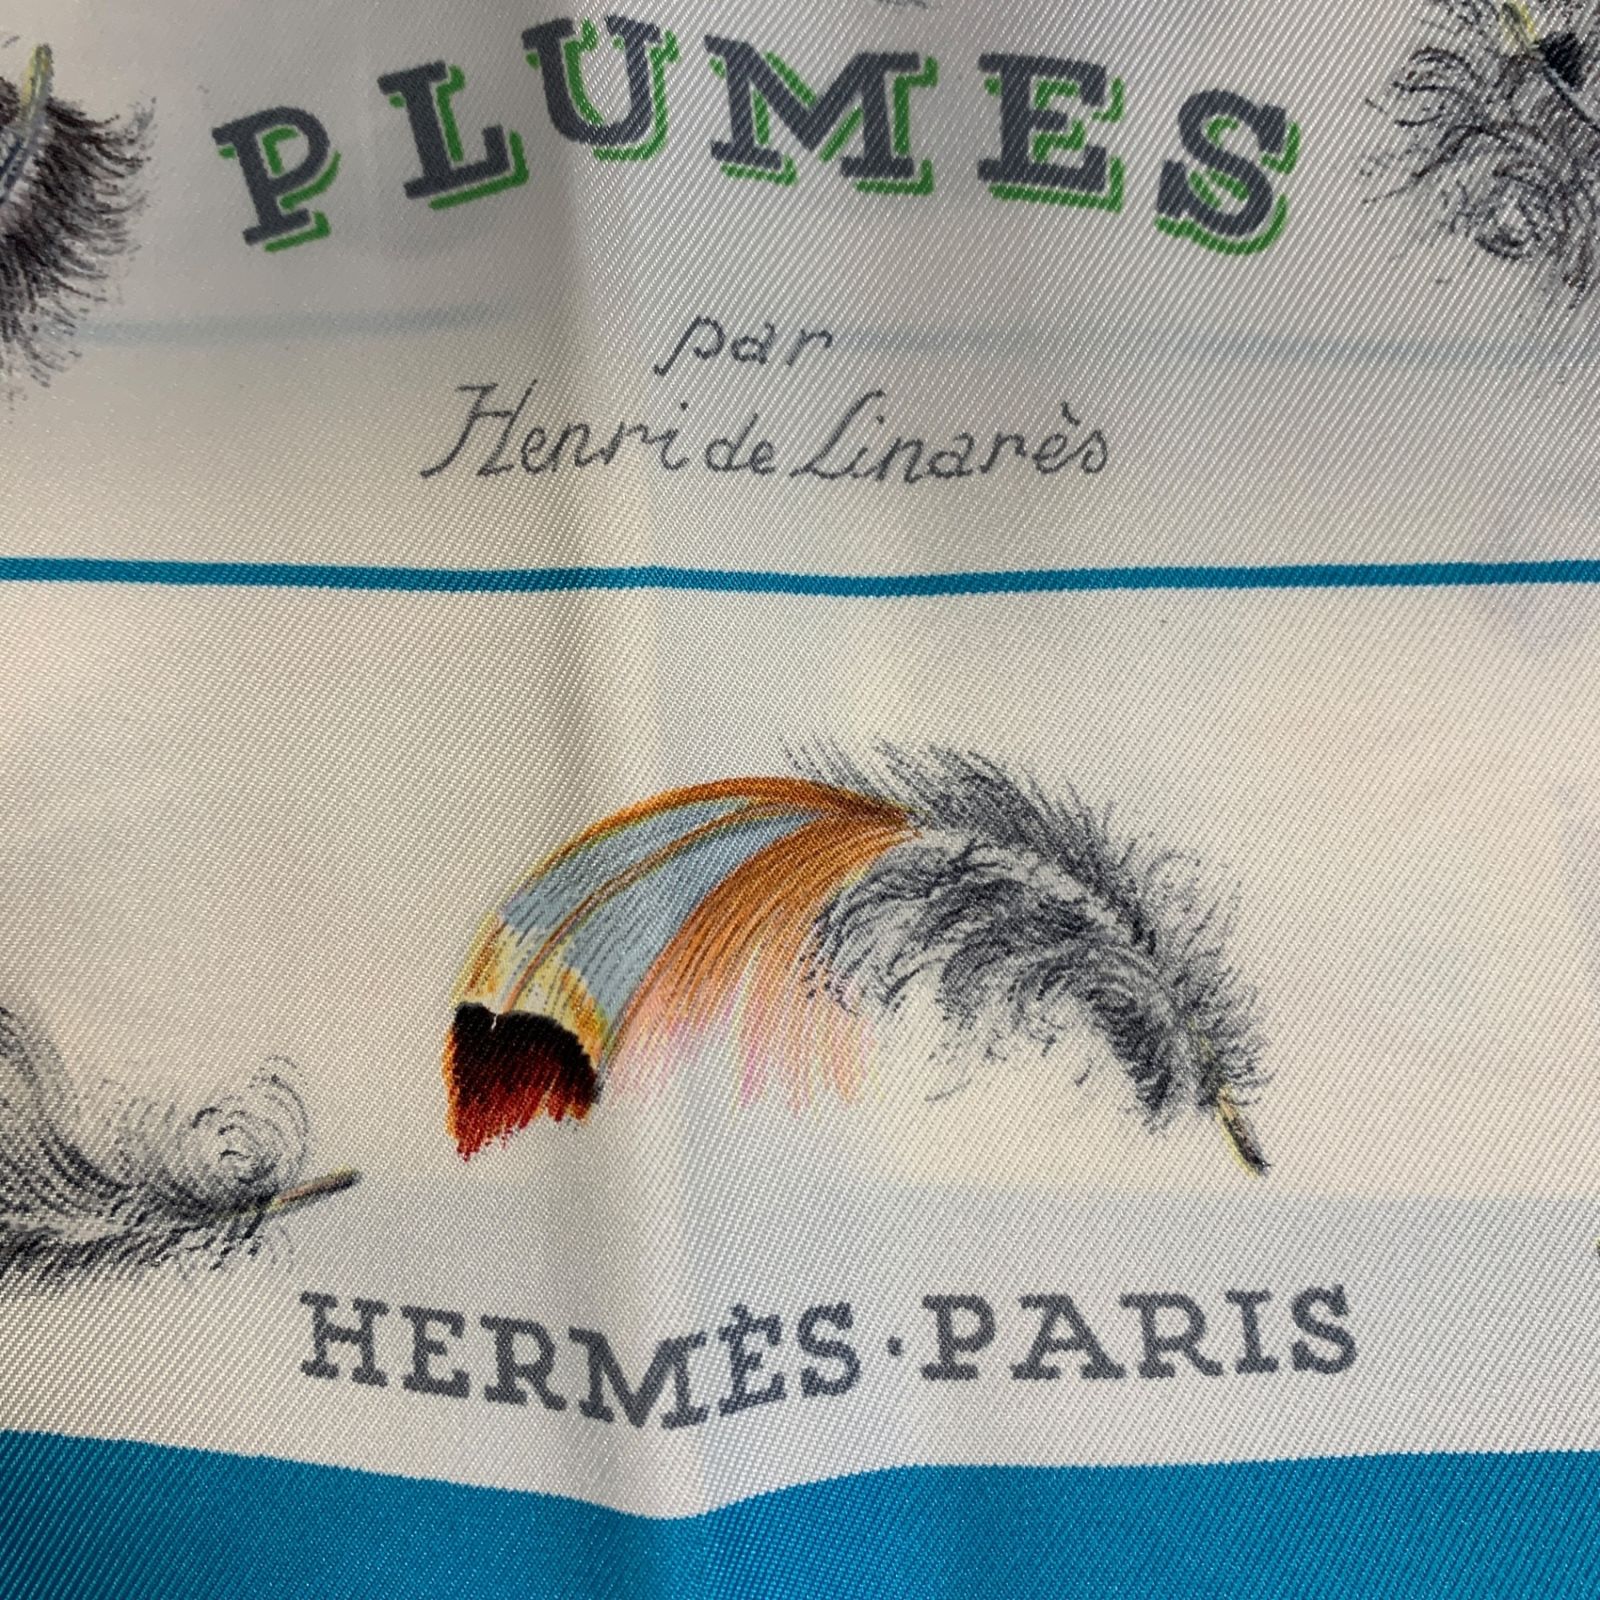 PLUMES
par
Henri de Linarès
HERMÈS·PARIS